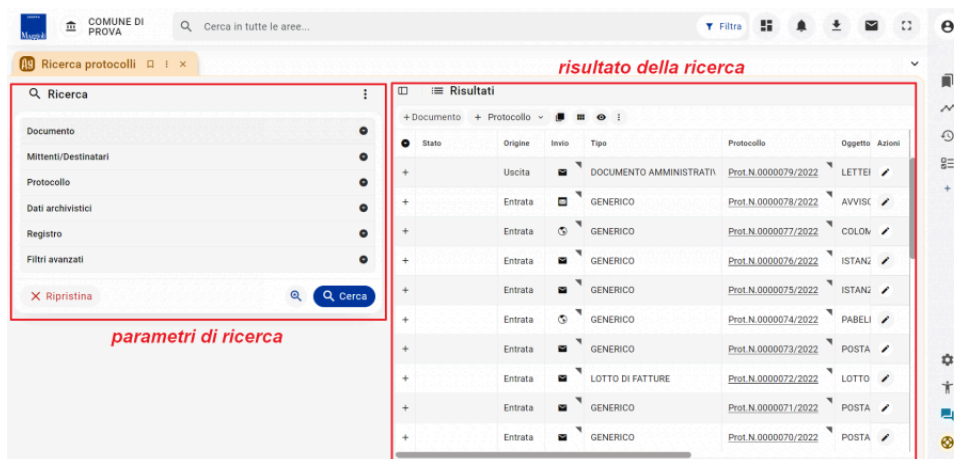 Maggioli
COMUNE DI
PROVA
Cerca in tutte le aree...
Filtra
Ag Ricerca protocolli
risultato della ricerca
Ricerca
Documento
Mittenti/Destinatari
Protocollo
Dati archivistici
Registro
Filtri avanzati
Ripristina
Cerca
parametri di ricerca
Risultati
+ Documento + Protocollo
Stato Origine Invio Tipo Protocollo Oggetto Azioni
+ Uscita DOCUMENTO AMMINISTRATIV Prot.N.0000079/2022 LETTE
+ Entrata GENERICO Prot.N.0000078/2022 AVVISO
+ Entrata GENERICO Prot.N.0000077/2022 COLOM
+ Entrata GENERICO Prot.N.0000076/2022 ISTANZ
+ Entrata GENERICO Prot.N.0000075/2022 ISTANZ
+ Entrata GENERICO Prot.N.0000074/2022 PABELL
+ Entrata GENERICO Prot.N.0000073/2022 POSTA
+ Entrata LOTTO DI FATTURE Prot.N.0000072/2022 LOTTO
+ Entrata GENERICO Prot.N.0000071/2022 POSTA
+ Entrata GENERICO Prot.N.0000070/2022 POSTA